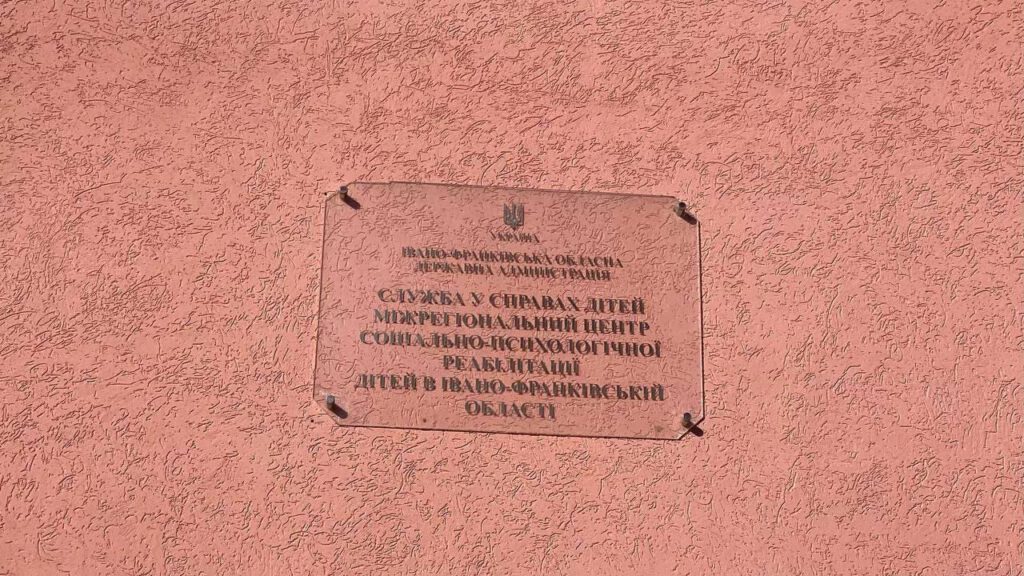 УКРАЇНА
ІВАНО-ФРАНКІВСЬКА ОБЛАСНА
ДЕРЖАВНА АДМІНІСТРАЦІЯ
СЛУЖБА У СПРАВАХ ДІТЕЙ
МІЖРЕГІОНАЛЬНИЙ ЦЕНТР
СОЦІАЛЬНО-ПСИХОЛОГІЧНОЇ
РЕАБІЛІТАЦІЇ
ДІТЕЙ В ІВАНО-ФРАНКІВСЬКІЙ
ОБЛАСТІ